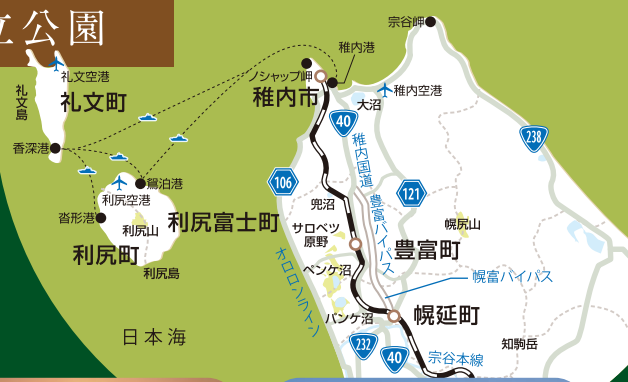 立公園
宗谷岬
稚内港
ノシャップ岬
礼文空港
礼文町
礼文島
稚内市
大沼
稚内空港
40
238
稚内国道
香深港
鴛泊港
利尻空港
106
121
兜沼
豊富バイパス
沓形港
利尻山
利尻富士町
サロベツ
原野
幌尻山
豊富町
利尻町
利尻島
オロロンライン
ペンケ沼
幌富バイパス
パンケ沼
幌延町
日本海
232
40
宗谷本線
知駒岳